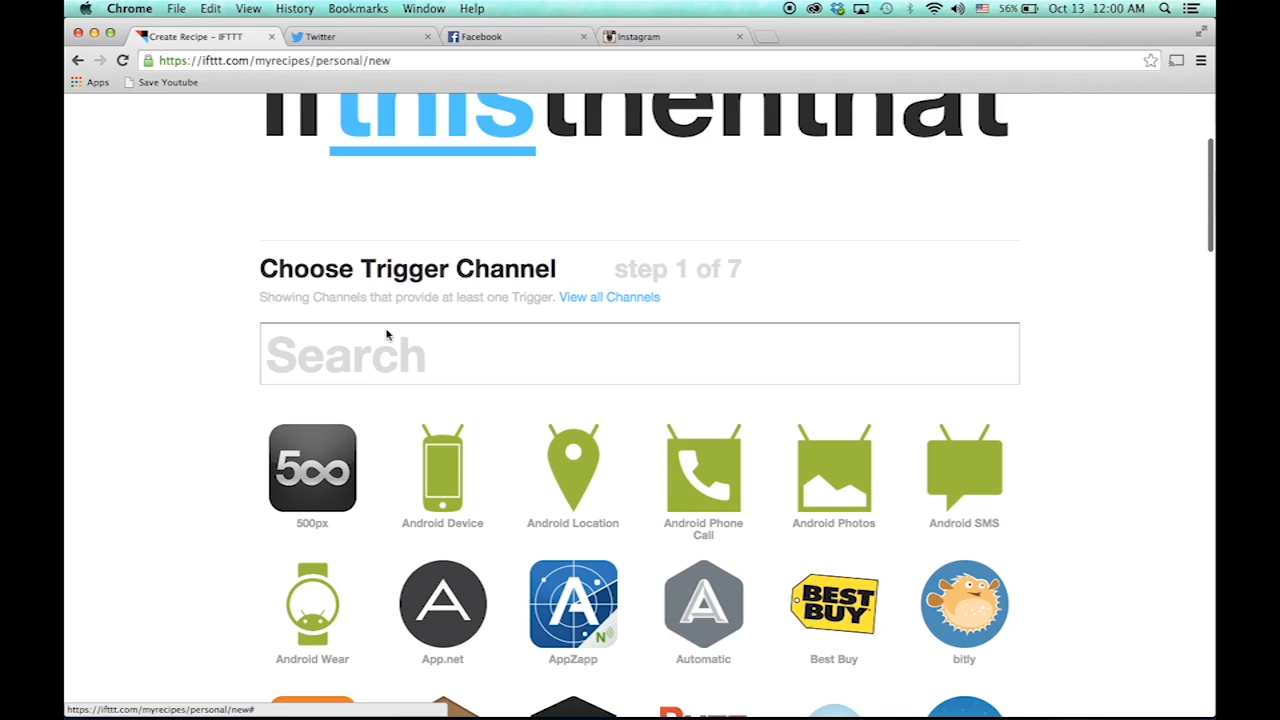 Chrome File Edit View History Bookmarks Window Help 56% Oct 13 12:00 AM
Create Recipe - IFTTT Twitter Facebook Instagram
https://ifttt.com/myrecipes/personal/new
Apps Save Youtube
ifthisthenthat
Choose Trigger Channel step 1 of 7
Showing Channels that provide at least one Trigger. View all Channels
Search
500
500px Android Device Android Location Android Phone Call Android Photos Android SMS
A A A BEST BUY
N
Android Wear App.net AppZapp Automatic Best Buy bitly
https://ifttt.com/myrecipes/personal/new#